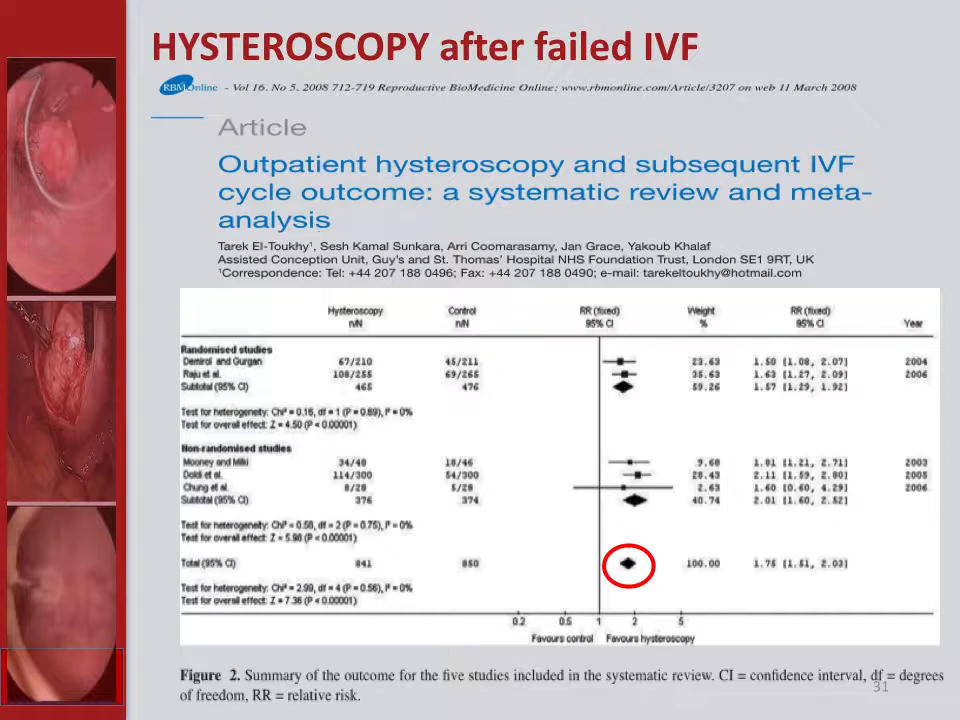 HYSTEROSCOPY after failed IVF
RBMOnline - Vol 16. No 5. 2008 712-719 Reproductive BioMedicine Online; www.rbmonline.com/Article/3207 on web 11 March 2008
Article
Outpatient hysteroscopy and subsequent IVF
cycle outcome: a systematic review and meta-
analysis
Tarek El-Toukhy¹, Sesh Kamal Sunkara, Arri Coomarasamy, Jan Grace, Yakoub Khalaf
Assisted Conception Unit, Guy's and St. Thomas' Hospital NHS Foundation Trust, London SE1 9RT, UK
¹Correspondence: Tel: +44 207 188 0496; Fax: +44 207 188 0490; e-mail: tarekeltoukhy@hotmail.com
Hysteroscopy Control RR (fixed) Weight RR (fixed)
n/N n/N 95% CI % 95% CI Year
Randomised studies
Demirol and Gurgan 67/210 45/211 23.63 1.50 [1.08, 2.07] 2004
Raju et al. 108/255 69/265 35.63 1.63 [1.27, 2.09] 2006
Subtotal (95% CI) 465 476 59.26 1.57 [1.29, 1.92]
Test for heterogeneity: Chi² = 0.16, df = 1 (P = 0.69), I² = 0%
Test for overall effect: Z = 4.50 (P < 0.00001)
Non-randomised studies
Mooney and Milki 34/48 18/46 9.68 1.81 [1.21, 2.71] 2003
Doldi et al. 114/300 54/300 28.43 2.11 [1.59, 2.80] 2005
Chung et al. 8/28 5/28 2.63 1.60 [0.60, 4.29] 2006
Subtotal (95% CI) 376 374 40.74 2.01 [1.60, 2.52]
Test for heterogeneity: Chi² = 0.58, df = 2 (P = 0.75), I² = 0%
Test for overall effect: Z = 5.98 (P < 0.00001)
Total (95% CI) 841 850 100.00 1.75 [1.51, 2.03]
Test for heterogeneity: Chi² = 2.99, df = 4 (P = 0.56), I² = 0%
Test for overall effect: Z = 7.36 (P < 0.00001)
0.2 0.5 1 2 5
Favours control Favours hysteroscopy
Figure 2. Summary of the outcome for the five studies included in the systematic review. CI = confidence interval, df = degrees
of freedom, RR = relative risk.
31